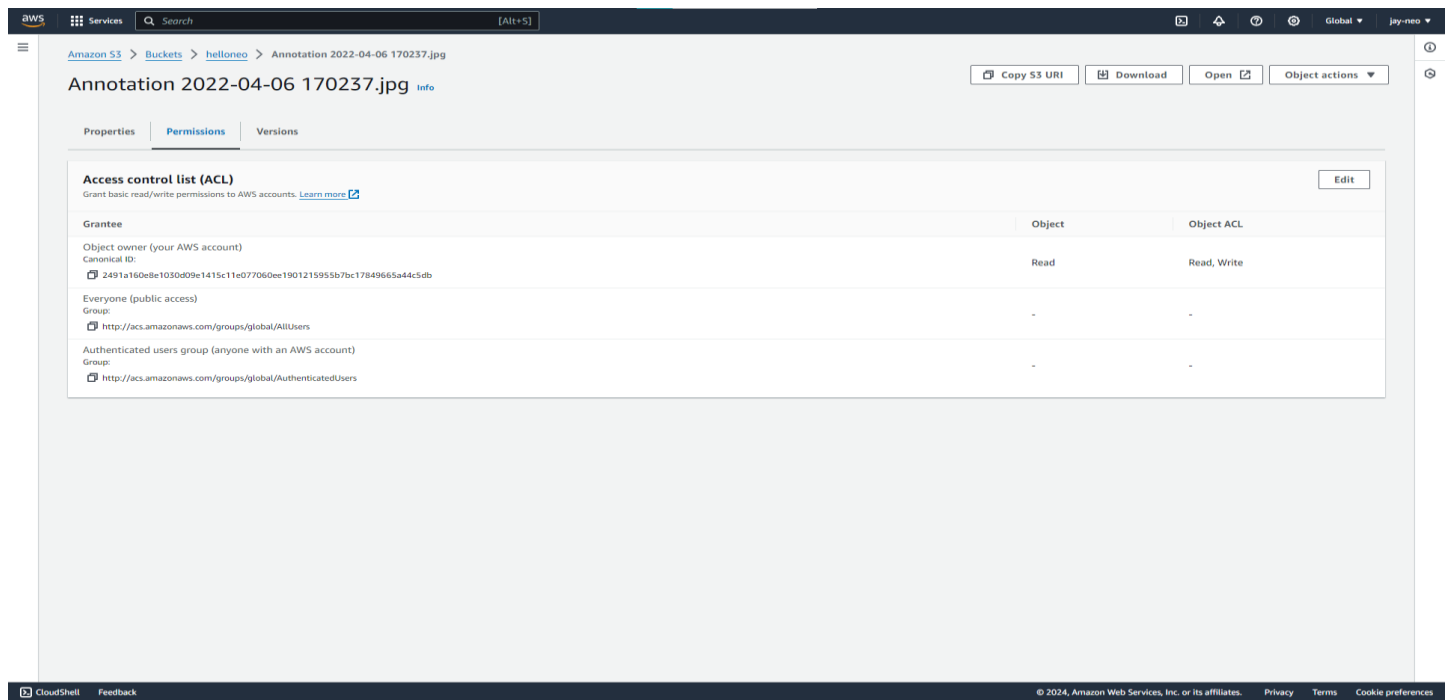 aws Services Search [Alt+S] Global jay-neo
Amazon S3 > Buckets > helloneo > Annotation 2022-04-06 170237.jpg
Annotation 2022-04-06 170237.jpg Info
Copy S3 URI Download Open Object actions
Properties Permissions Versions
Access control list (ACL)
Grant basic read/write permissions to AWS accounts. Learn more
Edit
Grantee Object Object ACL
Object owner (your AWS account)
Canonical ID:
2491a160e8e1030d09e1415c11e077060ee1901215955b7bc17849665a44c5db
Read Read, Write
Everyone (public access)
Group:
http://acs.amazonaws.com/groups/global/AllUsers
- -
Authenticated users group (anyone with an AWS account)
Group:
http://acs.amazonaws.com/groups/global/AuthenticatedUsers
- -
CloudShell Feedback © 2024, Amazon Web Services, Inc. or its affiliates. Privacy Terms Cookie preferences